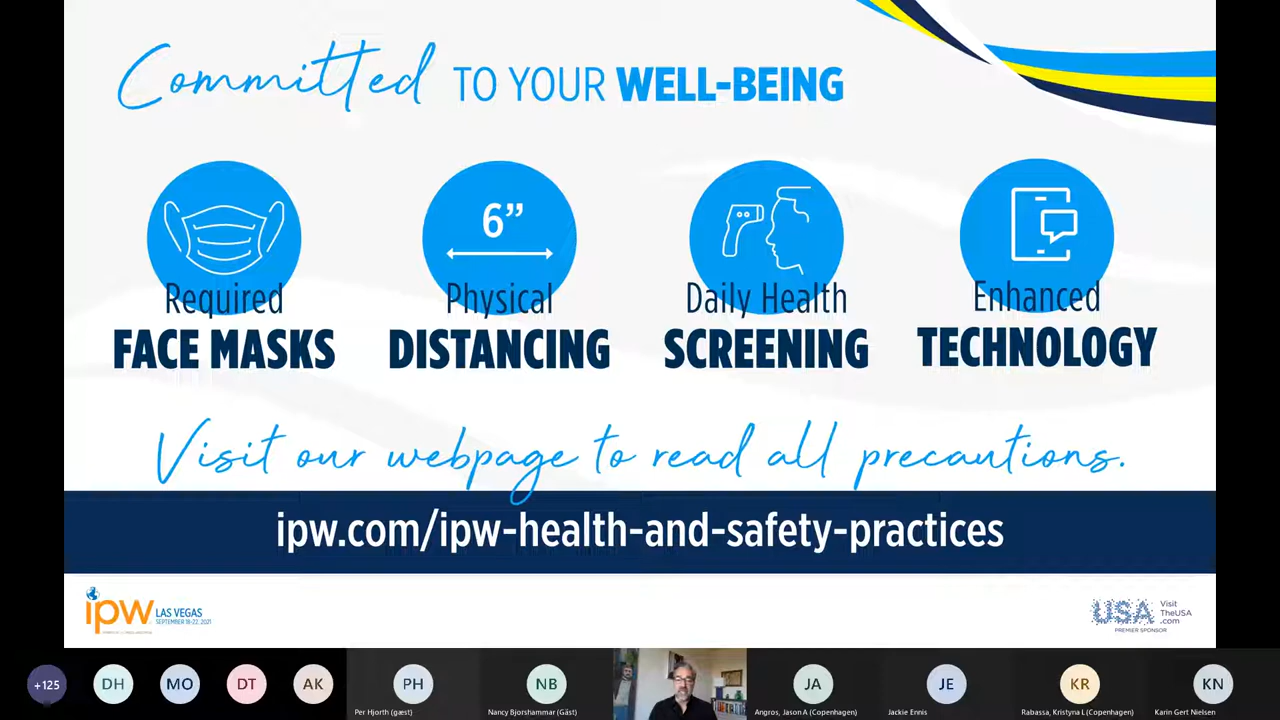 Committed TO YOUR WELL-BEING
6”
Required
FACE MASKS
Physical
DISTANCING
Daily Health
SCREENING
Enhanced
TECHNOLOGY
Visit our webpage to read all precautions.
ipw.com/ipw-health-and-safety-practices
ipw
LAS VEGAS
SEPTEMBER 18-22, 2021
USA
Visit
TheUSA
.com
PREMIER SPONSOR
+125
DH
MO
DT
AK
PH
Per Hjorth (gæst)
NB
Nancy Bjorshammar (Gäst)
JA
Angros, Jason A (Copenhagen)
JE
Jackie Ennis
KR
Rabassa, Kristyna L (Copenhagen)
KN
Karin Gert Nielsen